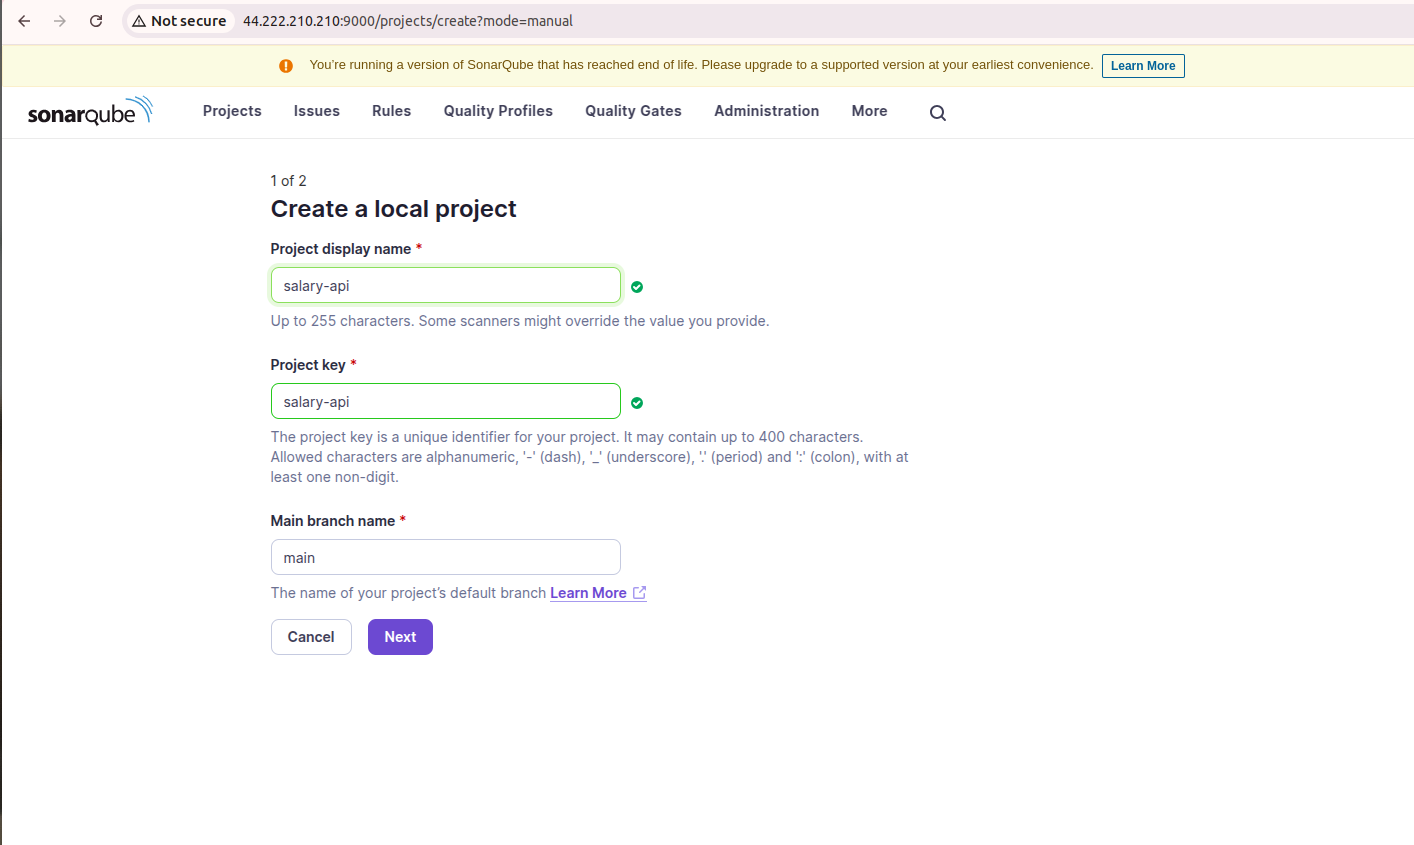 Not secure 44.222.210.210:9000/projects/create?mode=manual
You’re running a version of SonarQube that has reached end of life. Please upgrade to a supported version at your earliest convenience. Learn More
sonarqube Projects Issues Rules Quality Profiles Quality Gates Administration More
1 of 2
Create a local project
Project display name *
salary-api
Up to 255 characters. Some scanners might override the value you provide.
Project key *
salary-api
The project key is a unique identifier for your project. It may contain up to 400 characters.
Allowed characters are alphanumeric, '-' (dash), '_' (underscore), '.' (period) and ':' (colon), with at
least one non-digit.
Main branch name *
main
The name of your project’s default branch Learn More
Cancel Next